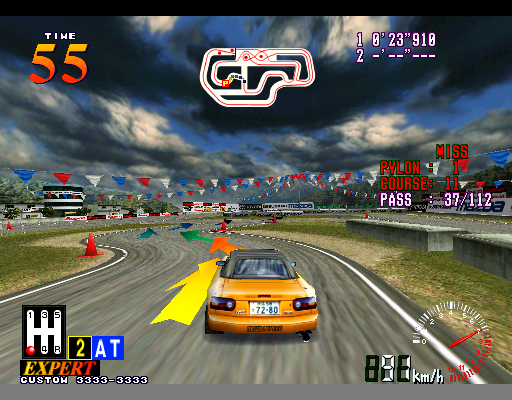 TIME
55
1 0'23"910
2 -'--"---
MISS
PYLON : 1
COURSE: 11
PASS : 37/112
72-80
1 3 5
4 R
2 AT
EXPERT
CUSTOM 3333-3333
km/h